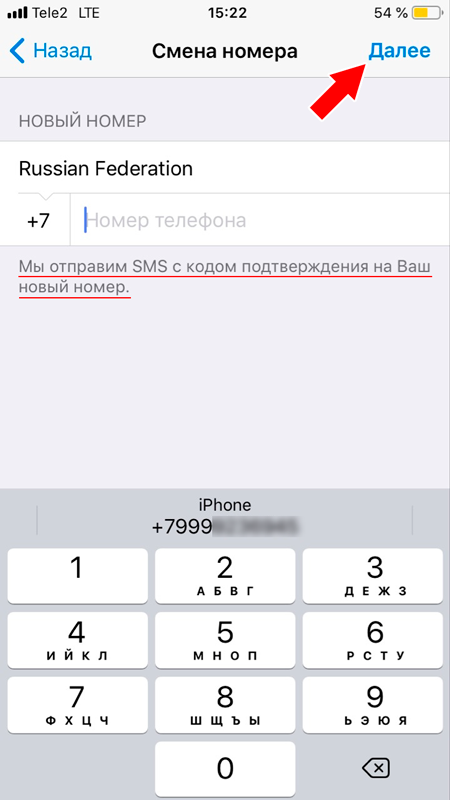 Tele2 LTE 15:22 54 %
Назад Смена номера Далее
НОВЫЙ НОМЕР
Russian Federation
+7 Номер телефона
Мы отправим SMS с кодом подтверждения на Ваш
новый номер.
iPhone
+7999
1 2 3
А Б В Г Д Е Ж З
4 5 6
И Й К Л М Н О П Р С Т У
7 8 9
Ф Х Ц Ч Ш Щ Ъ Ы Ь Э Ю Я
0